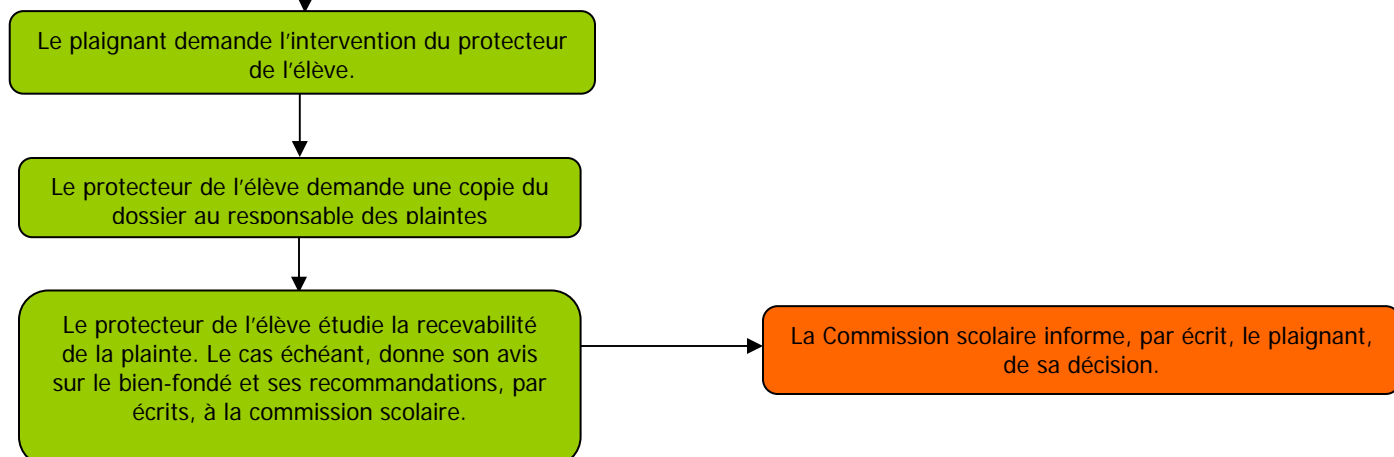 Le plaignant demande l'intervention du protecteur
de l'élève.
Le protecteur de l'élève demande une copie du
dossier au responsable des plaintes
Le protecteur de l'élève étudie la recevabilité
de la plainte. Le cas échéant, donne son avis
sur le bien-fondé et ses recommandations, par
écrits, à la commission scolaire.
La Commission scolaire informe, par écrit, le plaignant,
de sa décision.